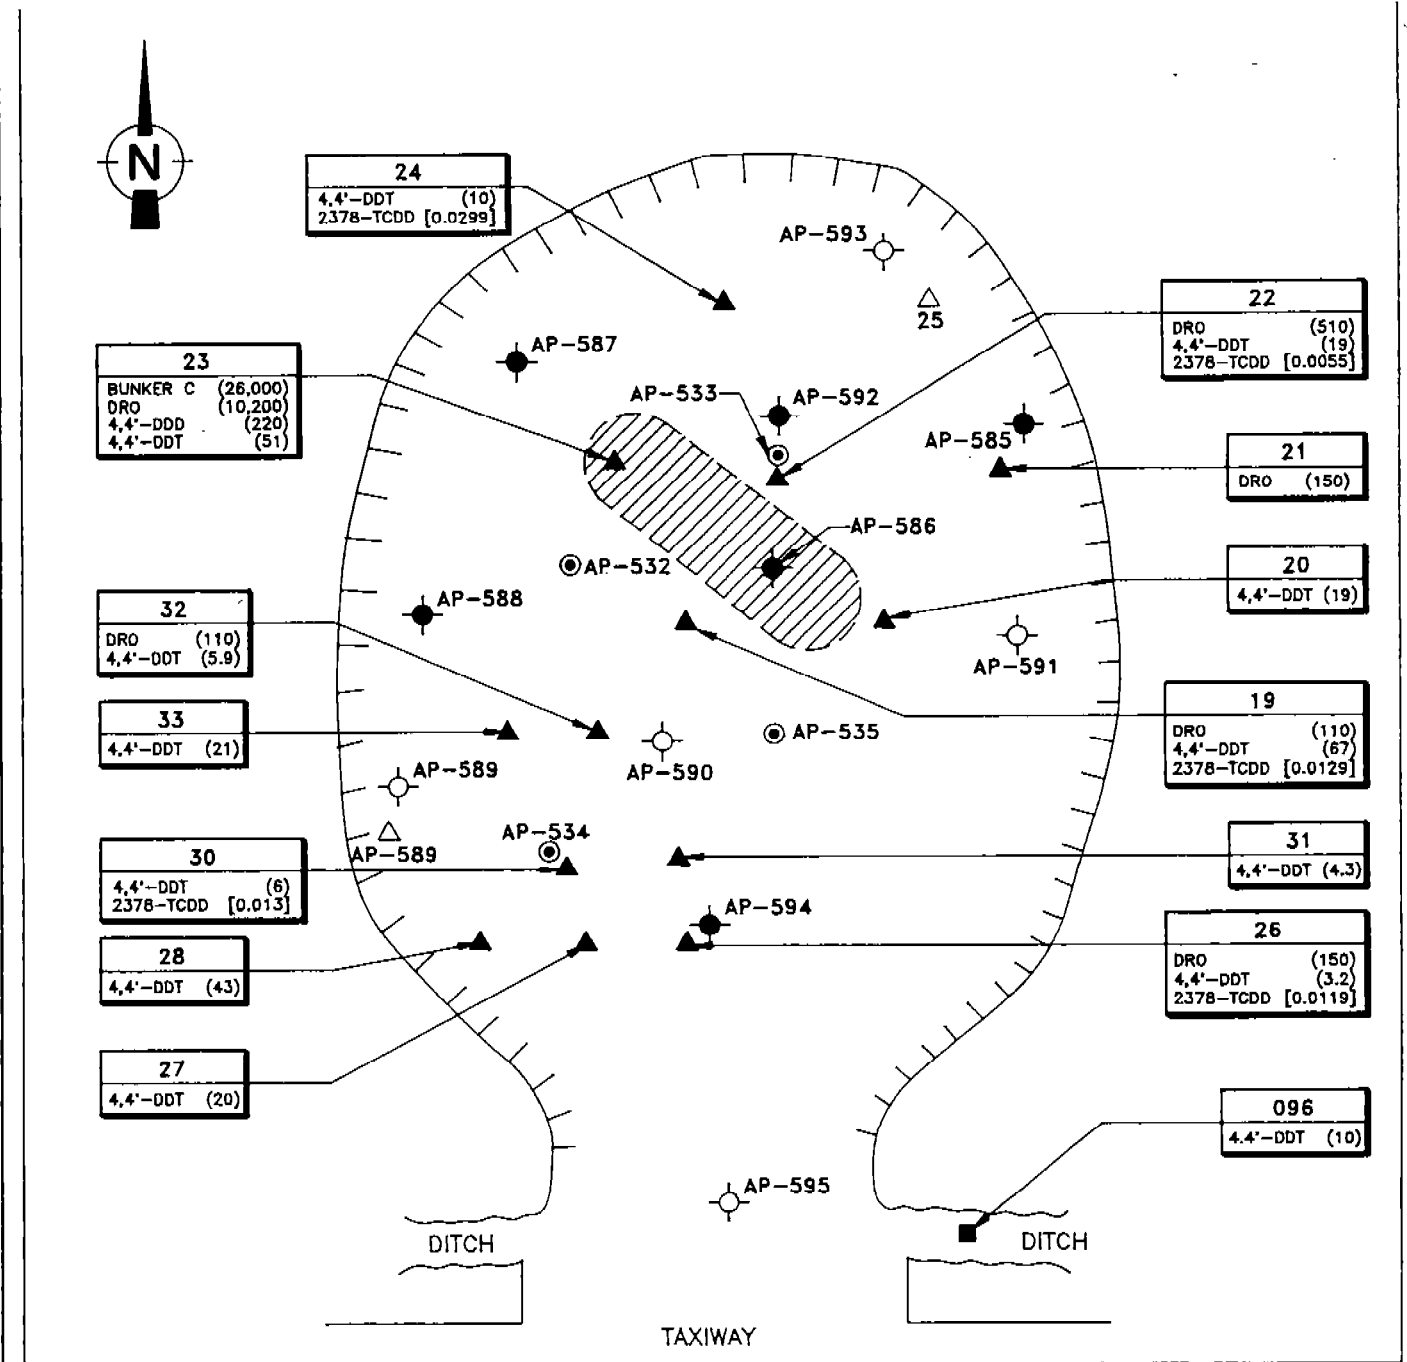 N
24
4,4'-DDT (10)
2378-TCDD [0.0299]
AP-593
25
22
DRO (510)
4,4'-DDT (19)
2378-TCDD [0.0055]
AP-587
23
BUNKER C (26,000)
DRO (10,200)
4,4'-DDD (220)
4,4'-DDT (51)
AP-533
AP-592
AP-585
21
DRO (150)
AP-586
AP-532
20
4,4'-DDT (19)
AP-588
32
DRO (110)
4,4'-DDT (5.9)
AP-591
19
DRO (110)
4,4'-DDT (67)
2378-TCDD [0.0129]
33
4,4'-DDT (21)
AP-535
AP-590
AP-589
AP-534
AP-589
30
4,4'-DDT (6)
2378-TCDD [0.013]
31
4,4'-DDT (4.3)
AP-594
26
DRO (150)
4,4'-DDT (3.2)
2378-TCDD [0.0119]
28
4,4'-DDT (43)
27
4,4'-DDT (20)
096
4.4'-DDT (10)
AP-595
DITCH
DITCH
TAXIWAY